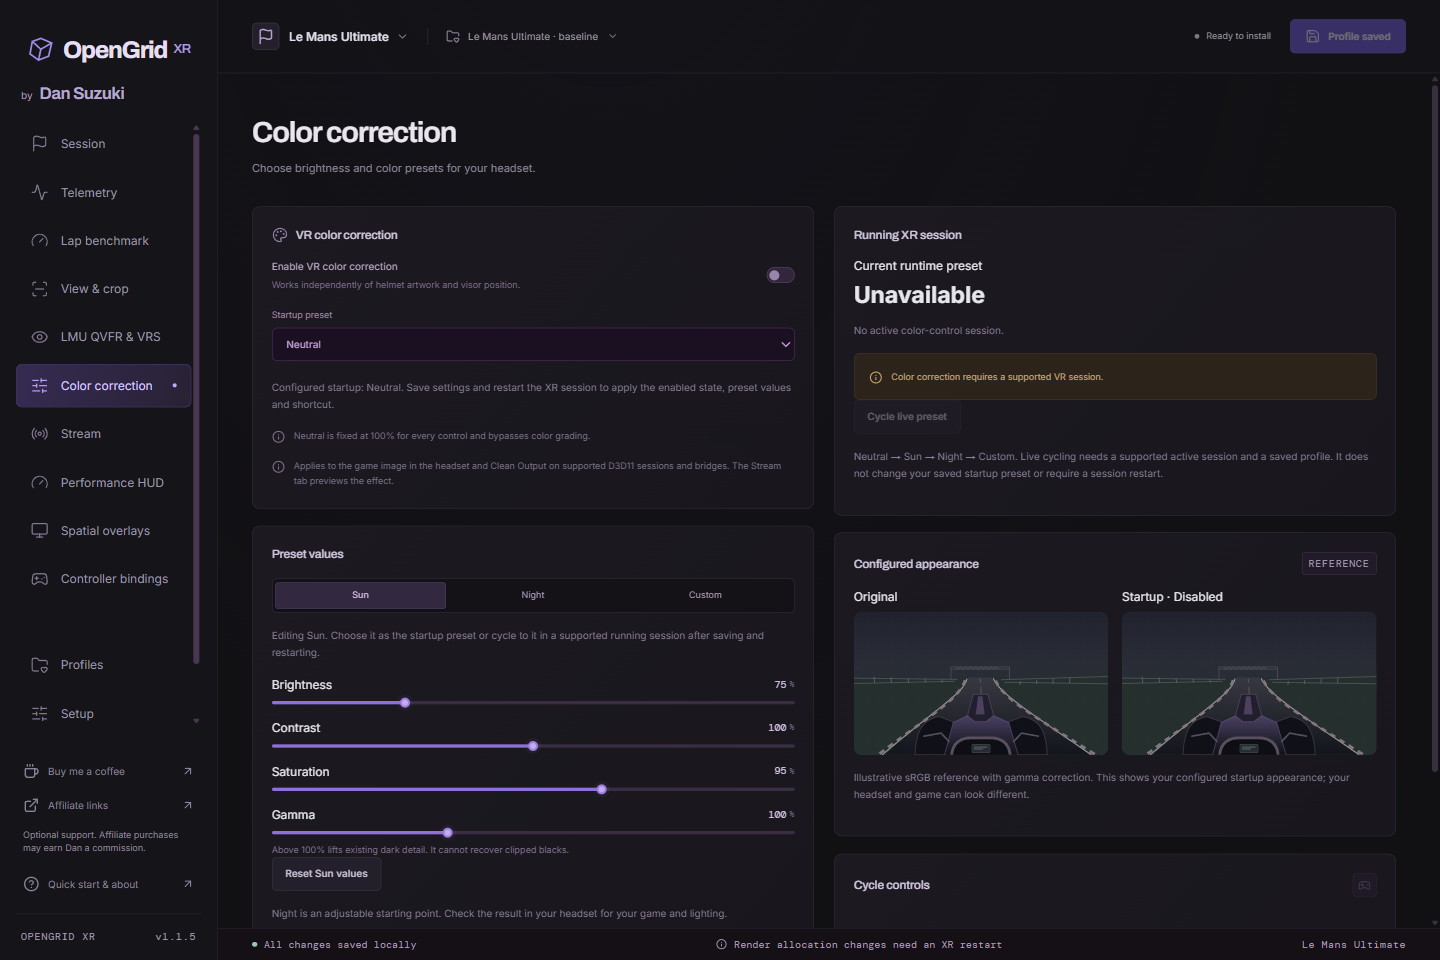 OpenGrid XR
by Dan Suzuki
Session
Telemetry
Lap benchmark
View & crop
LMU QVFR & VRS
Color correction
Stream
Performance HUD
Spatial overlays
Controller bindings
Profiles
Setup
Buy me a coffee
Affiliate links
Optional support. Affiliate purchases
may earn Dan a commission.
Quick start & about
OPENGRID XR v1.1.5
Le Mans Ultimate
Le Mans Ultimate · baseline
Ready to install
Profile saved
Color correction
Choose brightness and color presets for your headset.
VR color correction
Enable VR color correction
Works independently of helmet artwork and visor position.
Startup preset
Neutral
Configured startup: Neutral. Save settings and restart the XR session to apply the enabled state, preset values
and shortcut.
Neutral is fixed at 100% for every control and bypasses color grading.
Applies to the game image in the headset and Clean Output on supported D3D11 sessions and bridges. The Stream
tab previews the effect.
Preset values
Sun Night Custom
Editing Sun. Choose it as the startup preset or cycle to it in a supported running session after saving and
restarting.
Brightness 75 %
Contrast 100 %
Saturation 95 %
Gamma 100 %
Above 100% lifts existing dark detail. It cannot recover clipped blacks.
Reset Sun values
Night is an adjustable starting point. Check the result in your headset for your game and lighting.
Running XR session
Current runtime preset
Unavailable
No active color-control session.
Color correction requires a supported VR session.
Cycle live preset
Neutral → Sun → Night → Custom. Live cycling needs a supported active session and a saved profile. It does
not change your saved startup preset or require a session restart.
Configured appearance REFERENCE
Original Startup · Disabled
Illustrative sRGB reference with gamma correction. This shows your configured startup appearance; your
headset and game can look different.
Cycle controls
All changes saved locally
Render allocation changes need an XR restart
Le Mans Ultimate